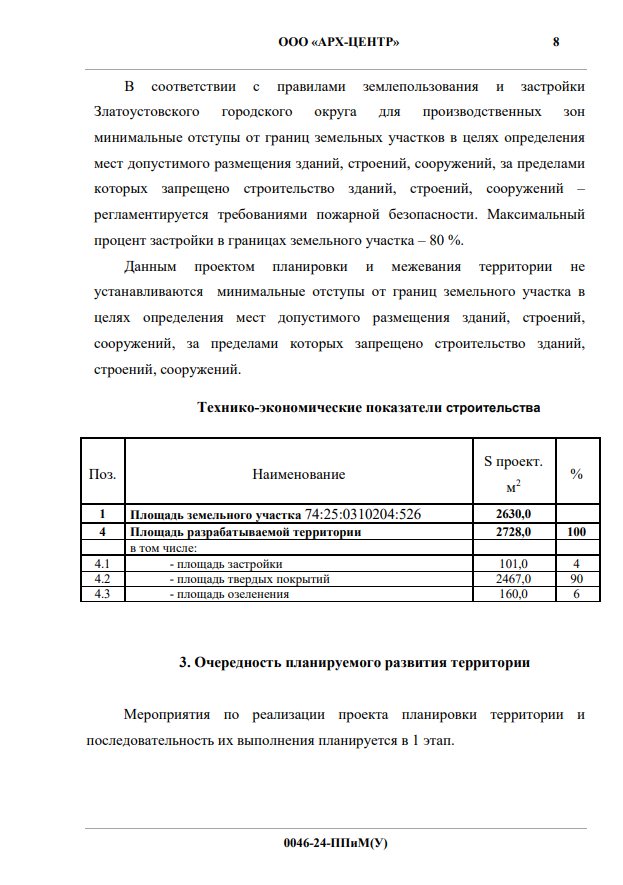 ООО «АРХ-ЦЕНТР» 8
В соответствии с правилами землепользования и застройки
Златоустовского городского округа для производственных зон
минимальные отступы от границ земельных участков в целях определения
мест допустимого размещения зданий, строений, сооружений, за пределами
которых запрещено строительство зданий, строений, сооружений –
регламентируется требованиями пожарной безопасности. Максимальный
процент застройки в границах земельного участка – 80 %.
Данным проектом планировки и межевания территории не
устанавливаются минимальные отступы от границ земельного участка в
целях определения мест допустимого размещения зданий, строений,
сооружений, за пределами которых запрещено строительство зданий,
строений, сооружений.
Технико-экономические показатели строительства
Поз. Наименование S проект. м² %
1 Площадь земельного участка 74:25:0310204:526 2630,0
4 Площадь разрабатываемой территории 2728,0 100
в том числе:
4.1 - площадь застройки 101,0 4
4.2 - площадь твердых покрытий 2467,0 90
4.3 - площадь озеленения 160,0 6
3. Очередность планируемого развития территории
Мероприятия по реализации проекта планировки территории и
последовательность их выполнения планируется в 1 этап.
0046-24-ППиМ(У)